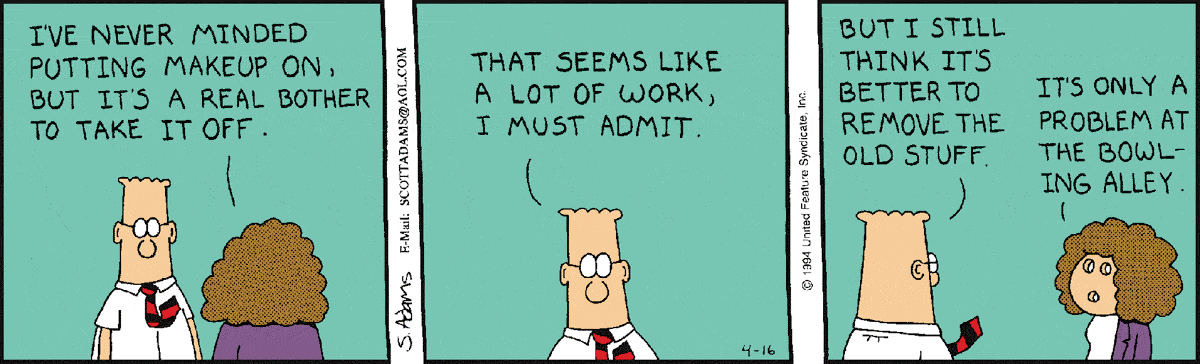 I'VE NEVER MINDED
PUTTING MAKEUP ON,
BUT IT'S A REAL BOTHER
TO TAKE IT OFF.
S. Adams E-Mail: SCOTTADAMS@AOL.COM
THAT SEEMS LIKE
A LOT OF WORK,
I MUST ADMIT.
4-16
© 1994 United Feature Syndicate, Inc.
BUT I STILL
THINK IT'S
BETTER TO
REMOVE THE
OLD STUFF.
IT'S ONLY A
PROBLEM AT
THE BOWL-
ING ALLEY.